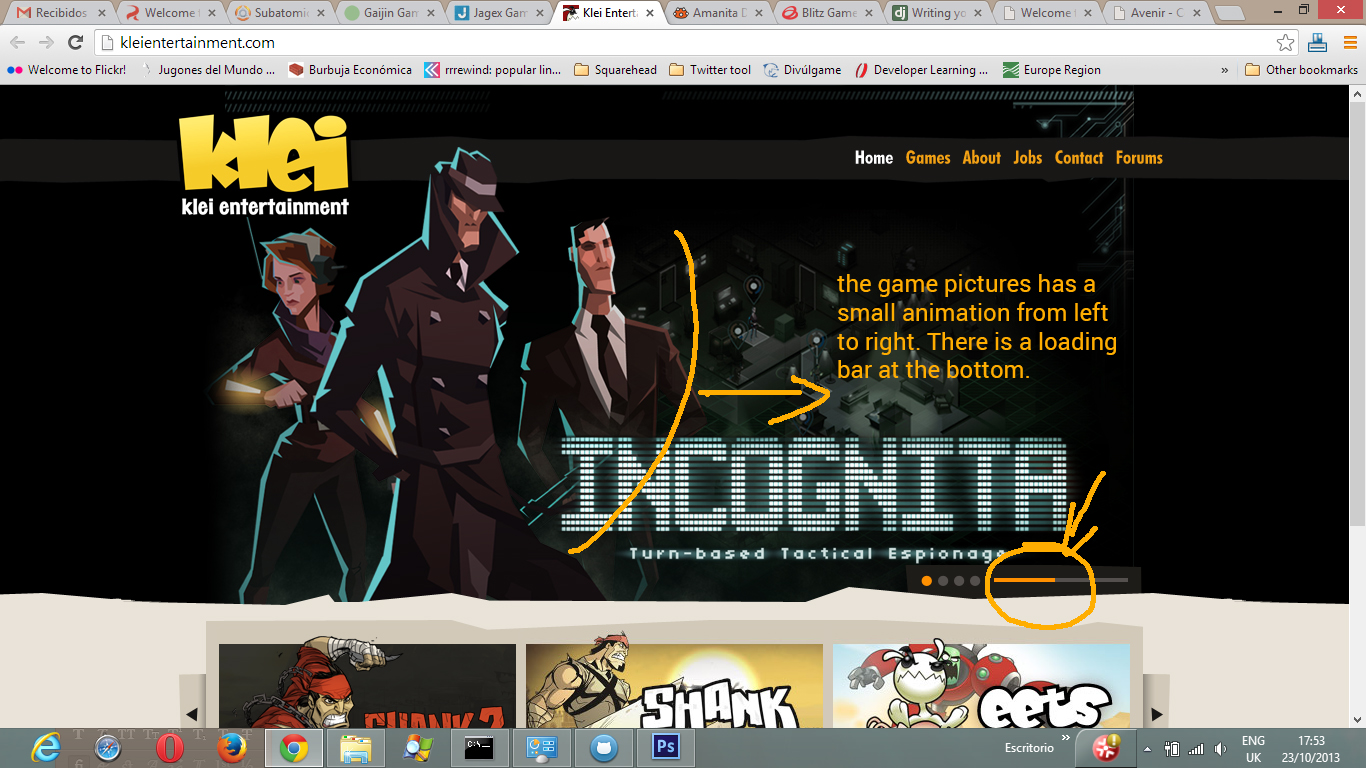 Recibidos
Welcome t
Subatomi
Gaijin Gam
Jagex Gam
Klei Enterta
Amanita D
Blitz Game
Writing yo
Welcome t
Avenir - C
kleientertainment.com
Welcome to Flickr!
Jugones del Mundo ...
Burbuja Económica
rrrewind: popular lin...
Squarehead
Twitter tool
Divúlgame
Developer Learning ...
Europe Region
»
Other bookmarks
klei
klei entertainment
Home Games About Jobs Contact Forums
the game pictures has a
small animation from left
to right. There is a loading
bar at the bottom.
INCOGNITA
Turn-based Tactical Espionage
SHANK 2
SHANK
eets
Ps
Escritorio
»
ENG
UK
17:53
23/10/2013